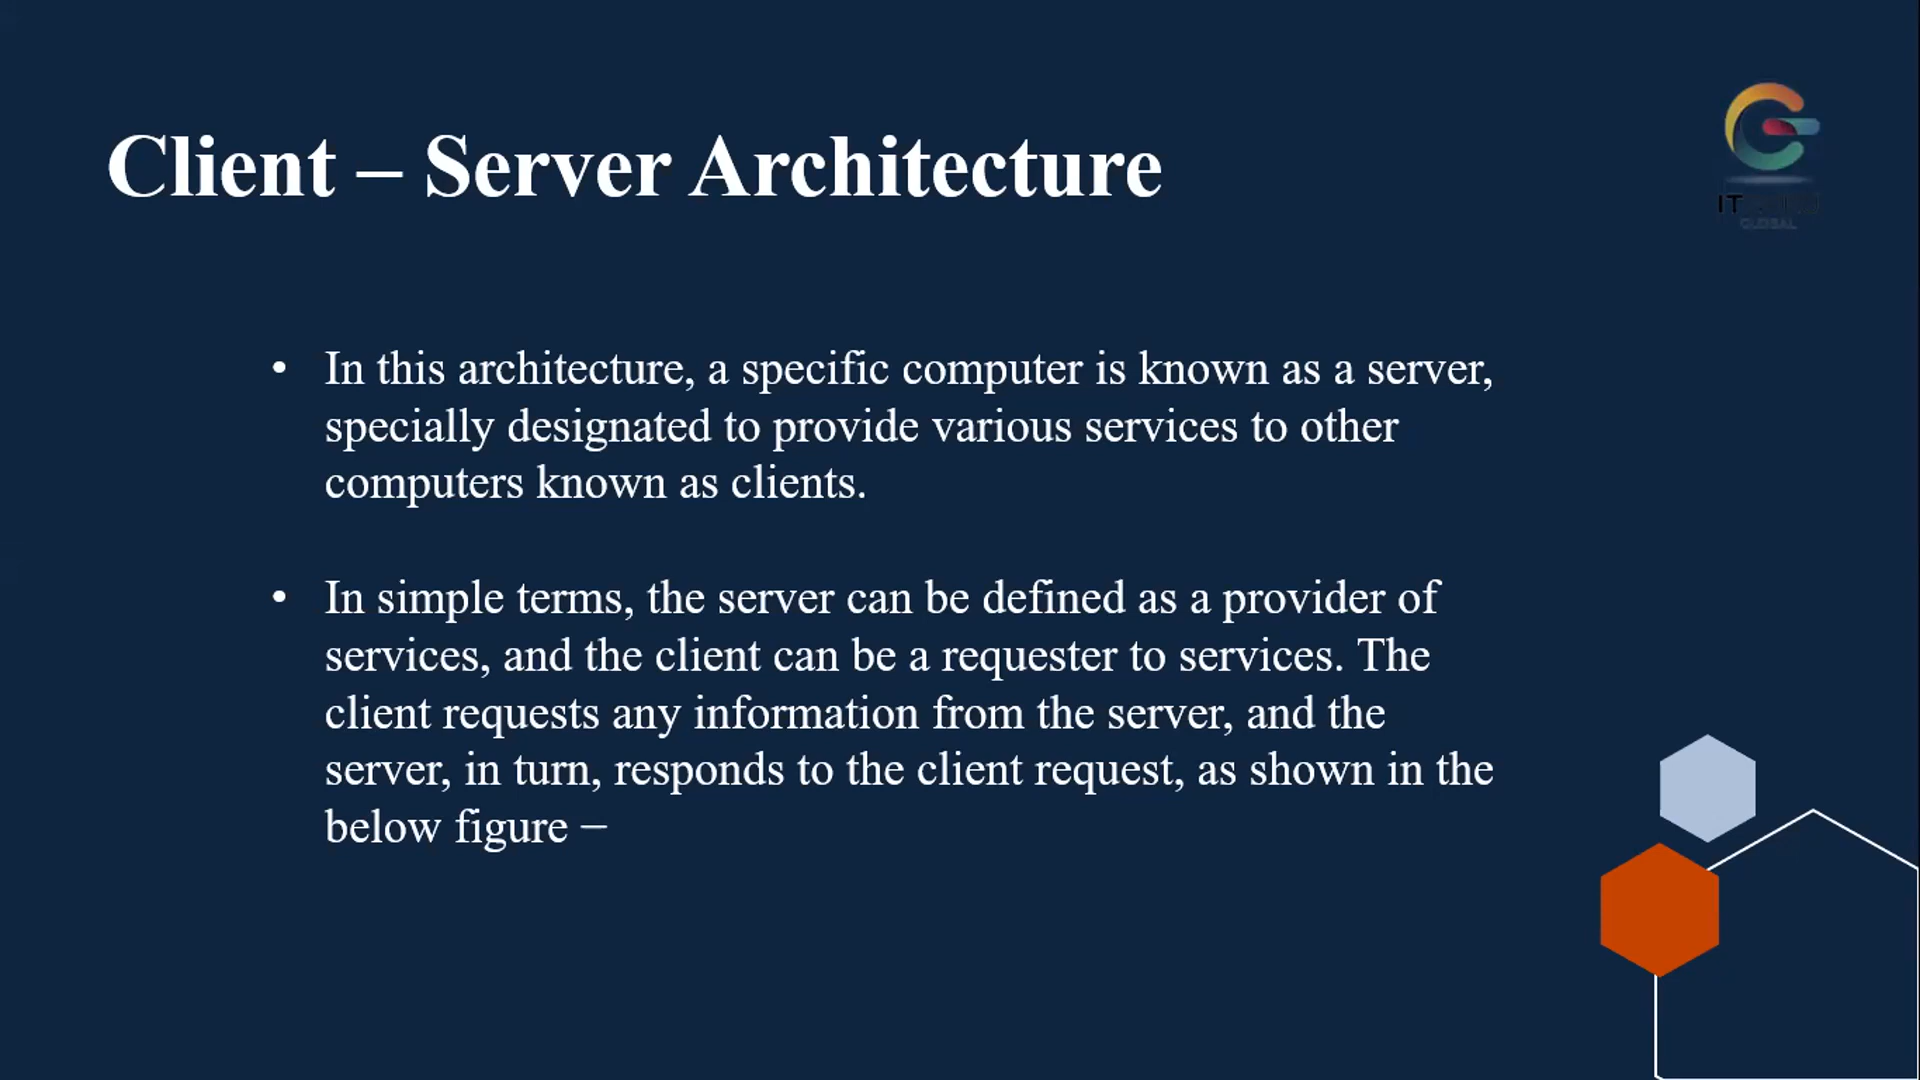 Client – Server Architecture
IT
GLOBAL
• In this architecture, a specific computer is known as a server,
specially designated to provide various services to other
computers known as clients.
• In simple terms, the server can be defined as a provider of
services, and the client can be a requester to services. The
client requests any information from the server, and the
server, in turn, responds to the client request, as shown in the
below figure –